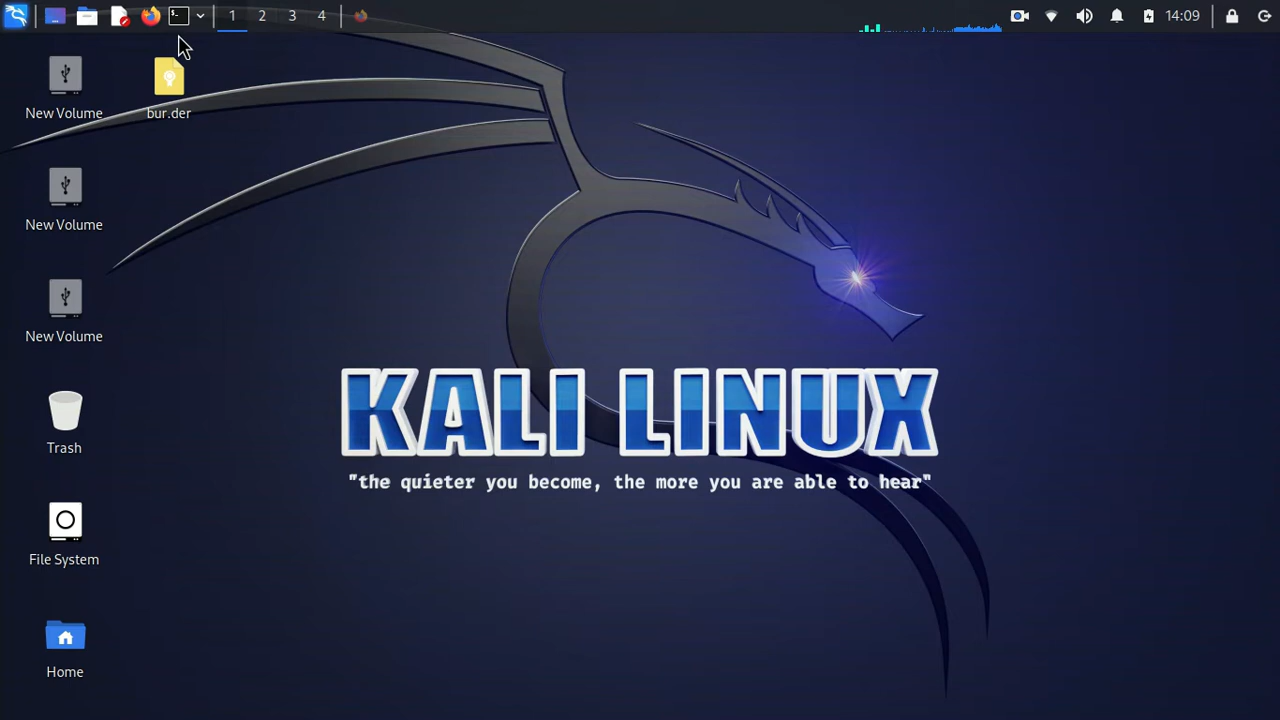 1 2 3 4
14:09
New Volume
bur.der
New Volume
New Volume
Trash
File System
Home
KALI LINUX
"the quieter you become, the more you are able to hear"